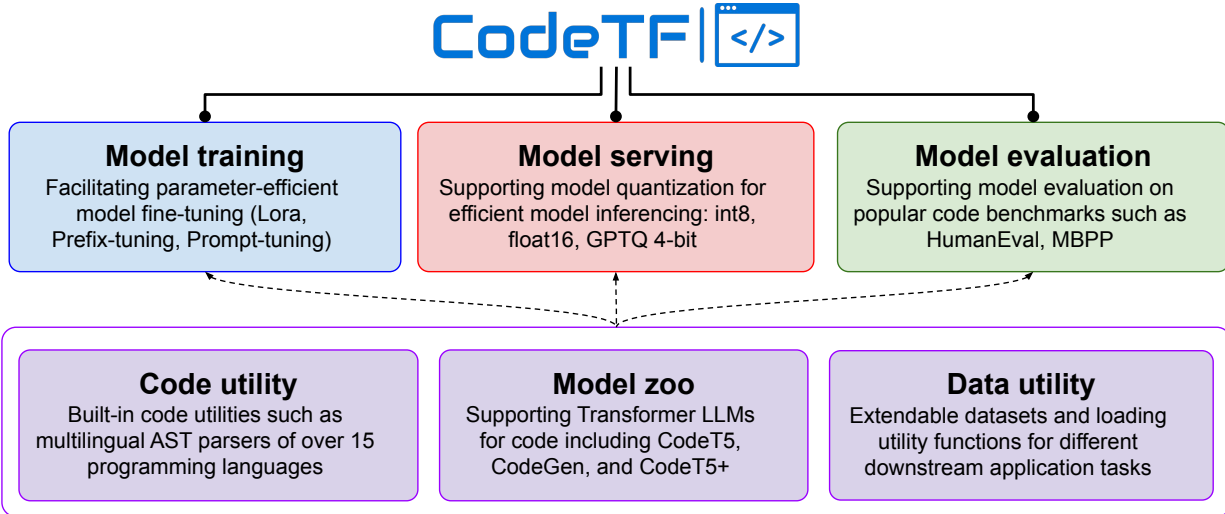 CodeTF </>
Model training
Facilitating parameter-efficient
model fine-tuning (Lora,
Prefix-tuning, Prompt-tuning)
Model serving
Supporting model quantization for
efficient model inferencing: int8,
float16, GPTQ 4-bit
Model evaluation
Supporting model evaluation on
popular code benchmarks such as
HumanEval, MBPP
Code utility
Built-in code utilities such as
multilingual AST parsers of over 15
programming languages
Model zoo
Supporting Transformer LLMs
for code including CodeT5,
CodeGen, and CodeT5+
Data utility
Extendable datasets and loading
utility functions for different
downstream application tasks